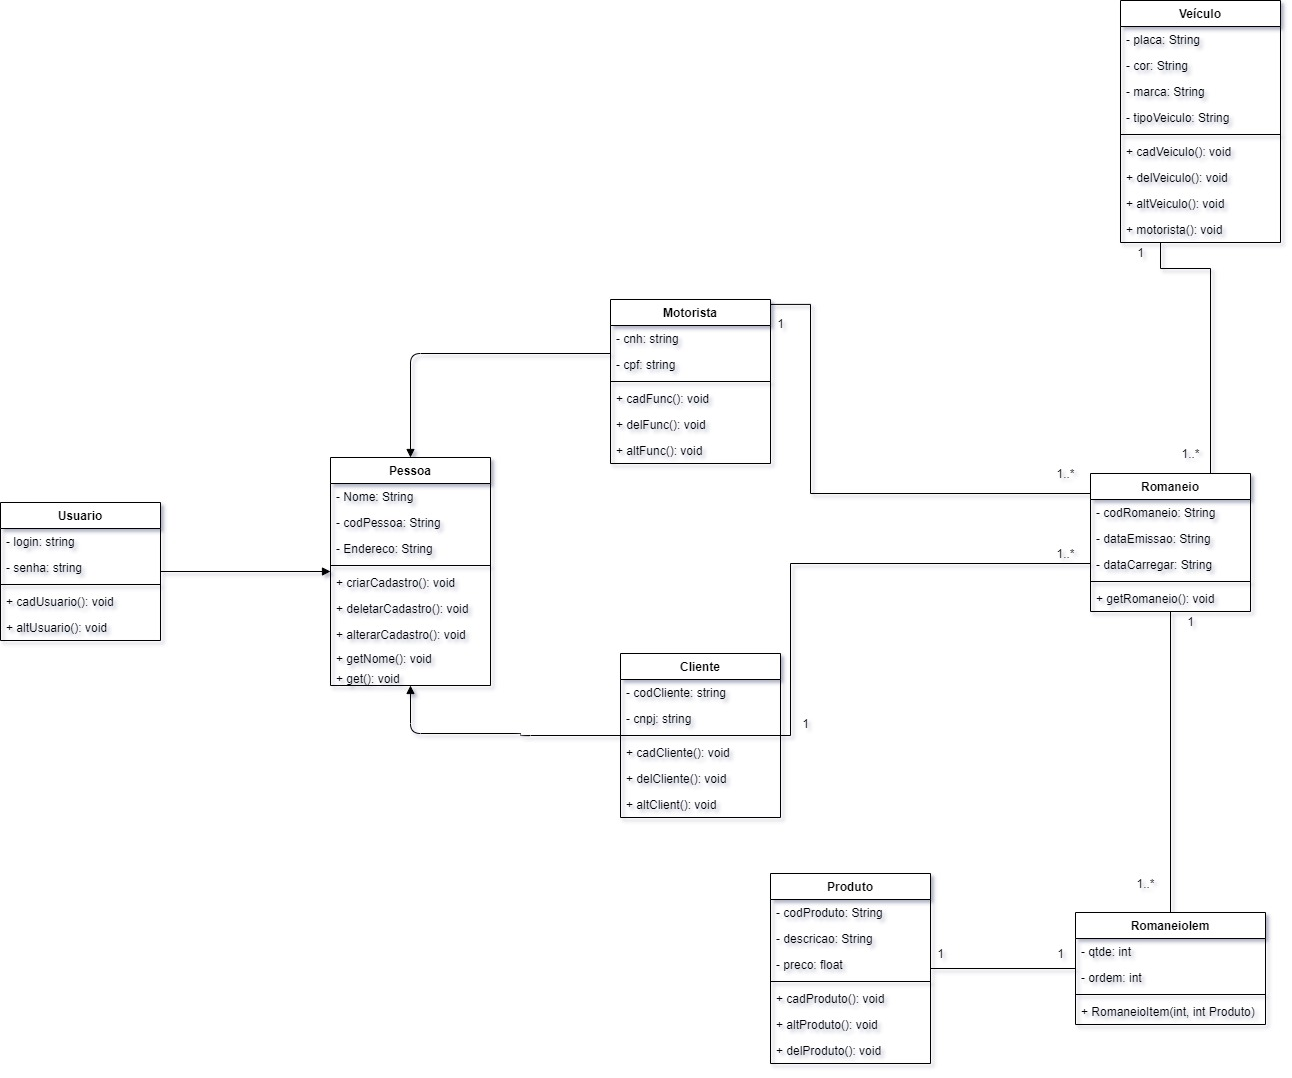 Veículo
- placa: String
- cor: String
- marca: String
- tipoVeiculo: String
+ cadVeiculo(): void
+ delVeiculo(): void
+ altVeiculo(): void
+ motorista(): void
1
1..*
Motorista
- cnh: string
- cpf: string
+ cadFunc(): void
+ delFunc(): void
+ altFunc(): void
1
1..*
Pessoa
- Nome: String
- codPessoa: String
- Endereco: String
+ criarCadastro(): void
+ deletarCadastro(): void
+ alterarCadastro(): void
+ getNome(): void
+ get(): void
Usuario
- login: string
- senha: string
+ cadUsuario(): void
+ altUsuario(): void
Romaneio
- codRomaneio: String
- dataEmissao: String
- dataCarregar: String
+ getRomaneio(): void
1..*
1
Cliente
- codCliente: string
- cnpj: string
+ cadCliente(): void
+ delCliente(): void
+ altClient(): void
1
1..*
Produto
- codProduto: String
- descricao: String
- preco: float
+ cadProduto(): void
+ altProduto(): void
+ delProduto(): void
1
1
RomaneioIem
- qtde: int
- ordem: int
+ RomaneioItem(int, int Produto)